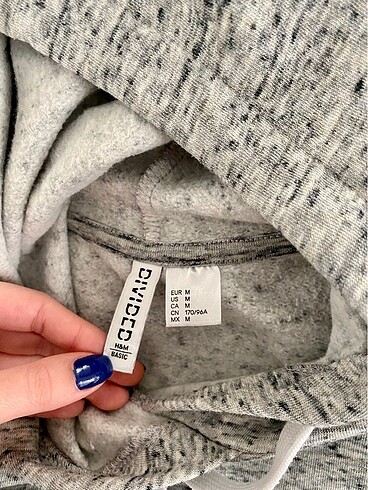 DIVIDED
H&M
BASIC
EUR M
US M
CA M
CN 170/96A
MX M